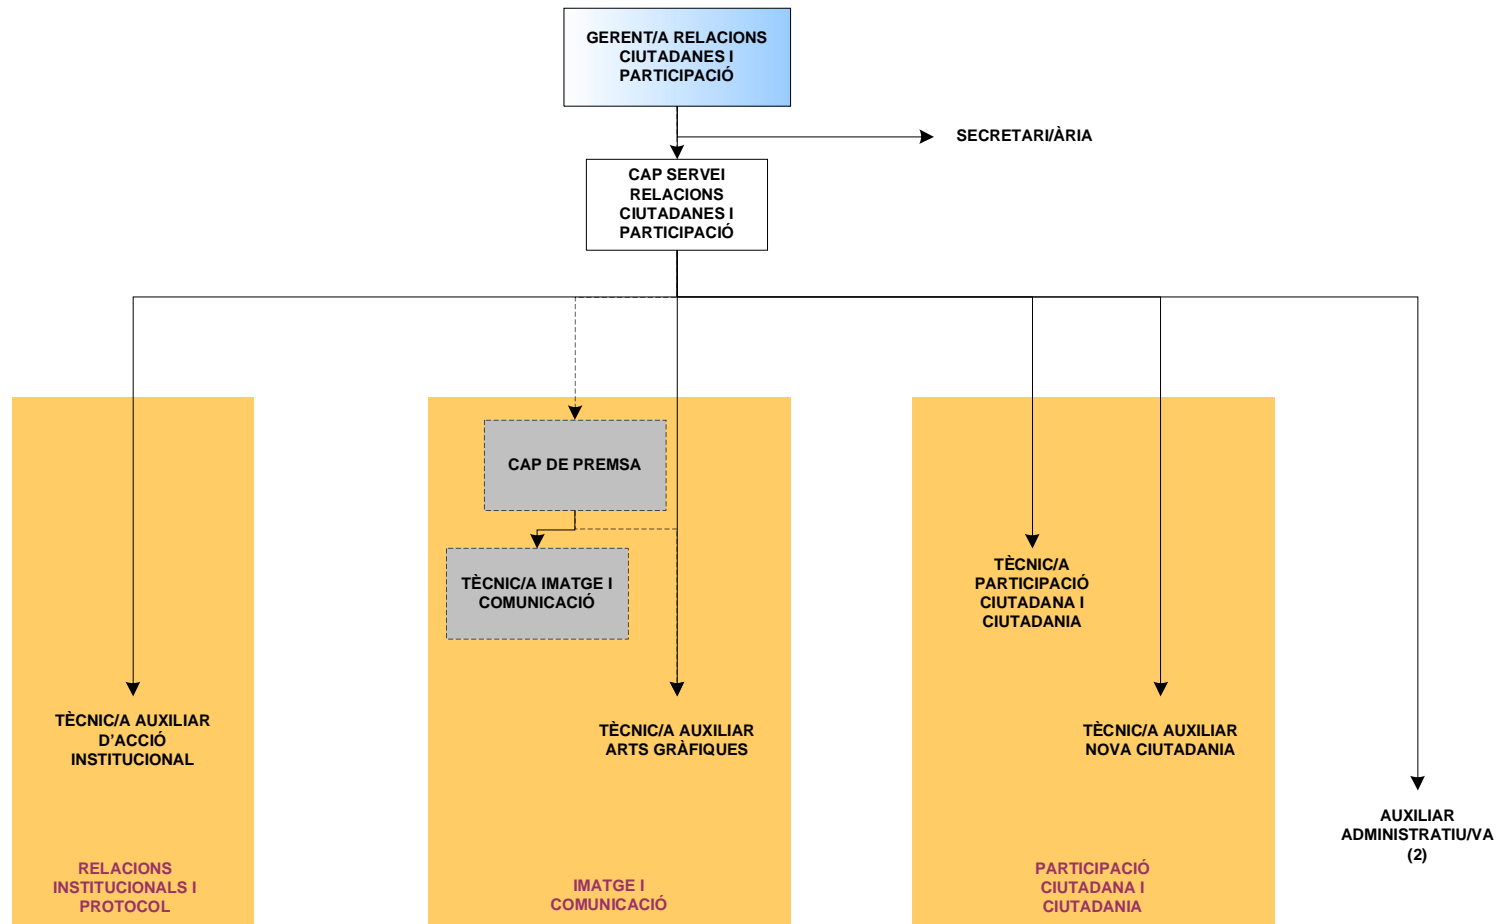 GERENT/A RELACIONS
CIUTADANES I
PARTICIPACIÓ
SECRETARI/ÀRIA
CAP SERVEI
RELACIONS
CIUTADANES I
PARTICIPACIÓ
CAP DE PREMSA
TÈCNIC/A IMATGE I
COMUNICACIÓ
TÈCNIC/A
PARTICIPACIÓ
CIUTADANA I
CIUTADANIA
TÈCNIC/A AUXILIAR
D'ACCIÓ
INSTITUCIONAL
TÈCNIC/A AUXILIAR
ARTS GRÀFIQUES
TÈCNIC/A AUXILIAR
NOVA CIUTADANIA
AUXILIAR
ADMINISTRATIU/VA
(2)
RELACIONS
INSTITUCIONALS I
PROTOCOL
IMATGE I
COMUNICACIÓ
PARTICIPACIÓ
CIUTADANA I
CIUTADANIA